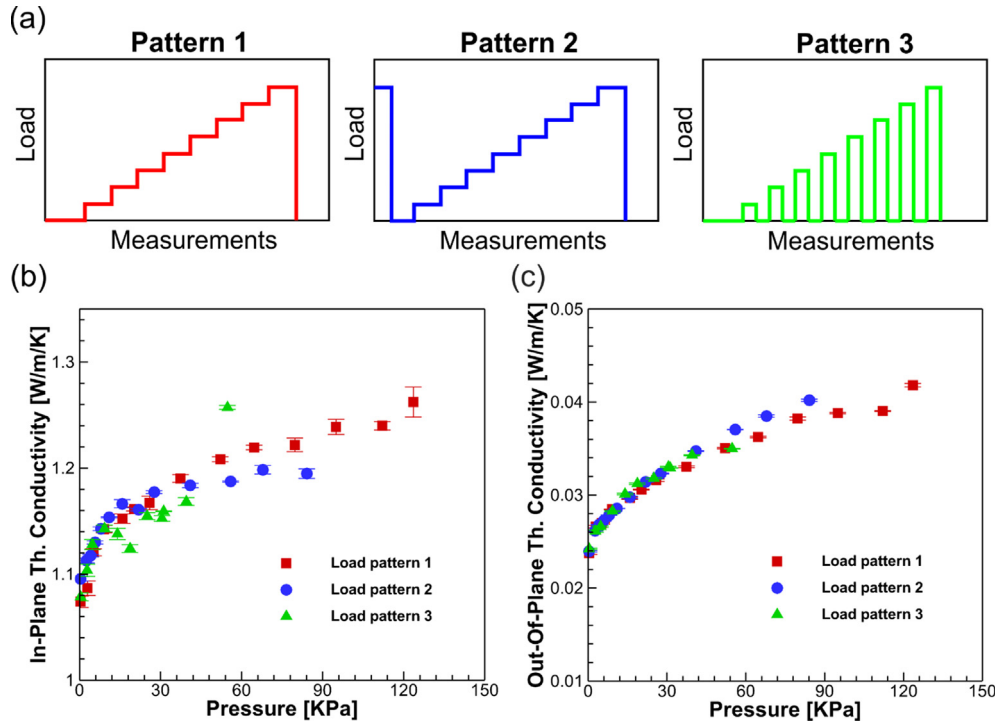 (a)
Pattern 1
Pattern 2
Pattern 3
Load
Load
Load
Measurements
Measurements
Measurements
(b)
In-Plane Th. Conductivity [W/m/K]
1.3
1.2
1.1
1
0
30
60
90
120
150
Pressure [KPa]
Load pattern 1
Load pattern 2
Load pattern 3
(c)
Out-Of-Plane Th. Conductivity [W/m/K]
0.05
0.04
0.03
0.02
0.01
0
30
60
90
120
150
Pressure [KPa]
Load pattern 1
Load pattern 2
Load pattern 3